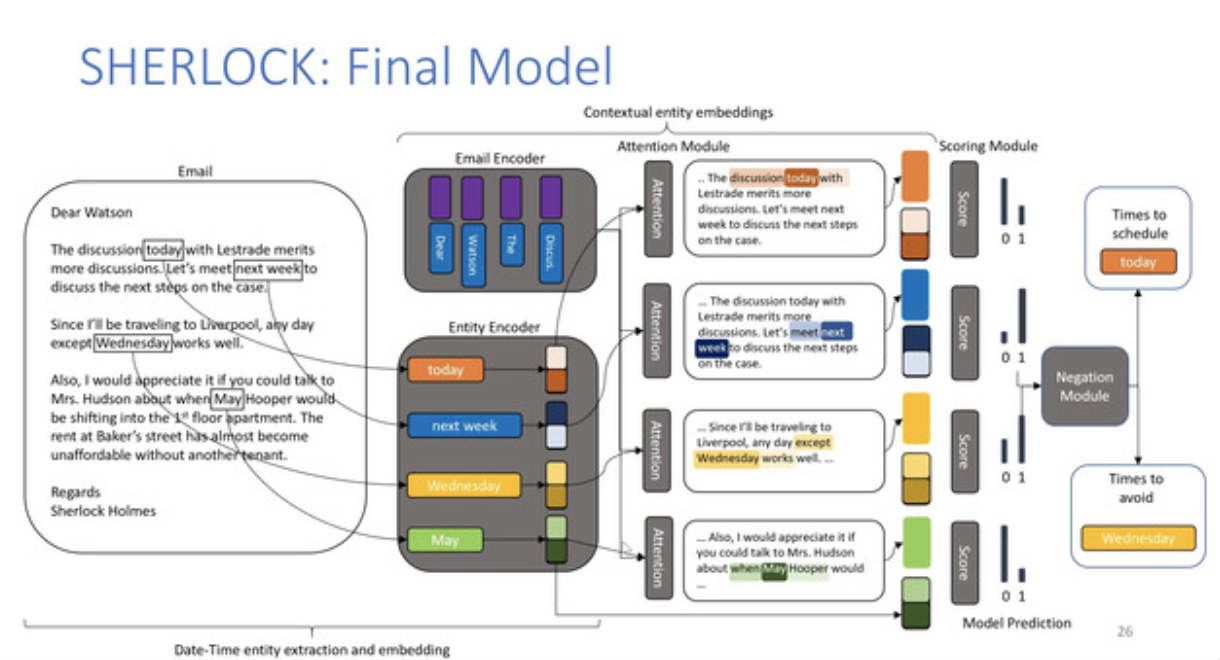 SHERLOCK: Final Model
Contextual entity embeddings
Email
Dear Watson
The discussion today with Lestrade merits
more discussions. Let's meet next week to
discuss the next steps on the case.
Since I'll be traveling to Liverpool, any day
except Wednesday works well.
Also, I would appreciate it if you could talk to
Mrs. Hudson about when May Hooper would
be shifting into the 1st floor apartment. The
rent at Baker's street has almost become
unaffordable without another tenant.
Regards
Sherlock Holmes
Email Encoder
Dear
Watson
The
Discus.
Entity Encoder
today
next week
Wednesday
May
Date-Time entity extraction and embedding
Attention Module
Attention
.. The discussion today with
Lestrade merits more
discussions. Let's meet next
week to discuss the next steps
on the case.
Attention
... The discussion today with
Lestrade merits more
discussions. Let's meet next
week to discuss the next steps
on the case.
Attention
... Since I'll be traveling to
Liverpool, any day except
Wednesday works well. ...
Attention
... Also, I would appreciate it if
you could talk to Mrs. Hudson
about when May Hooper would
...
Scoring Module
Score
0 1
Score
0 1
Score
0 1
Score
0 1
Model Prediction
Negation
Module
Times to
schedule
today
Times to
avoid
Wednesday
26